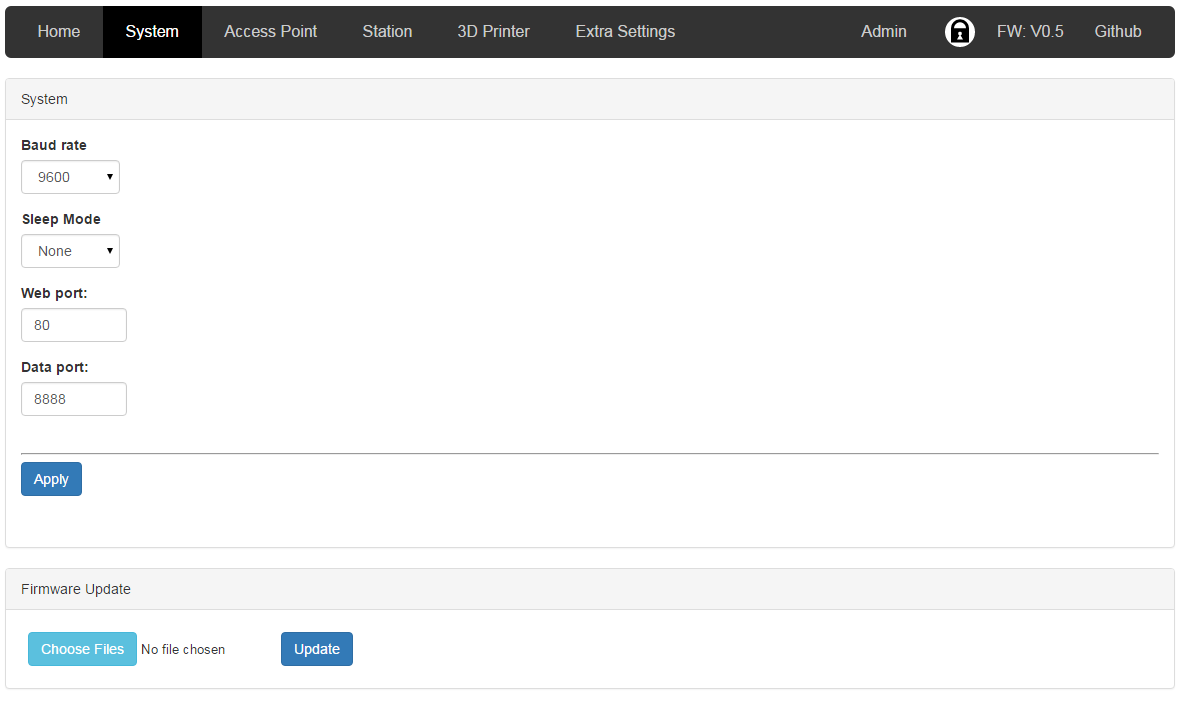 Home System Access Point Station 3D Printer Extra Settings Admin FW: V0.5 Github
System
Baud rate
9600
Sleep Mode
None
Web port:
80
Data port:
8888
Apply
Firmware Update
Choose Files No file chosen Update